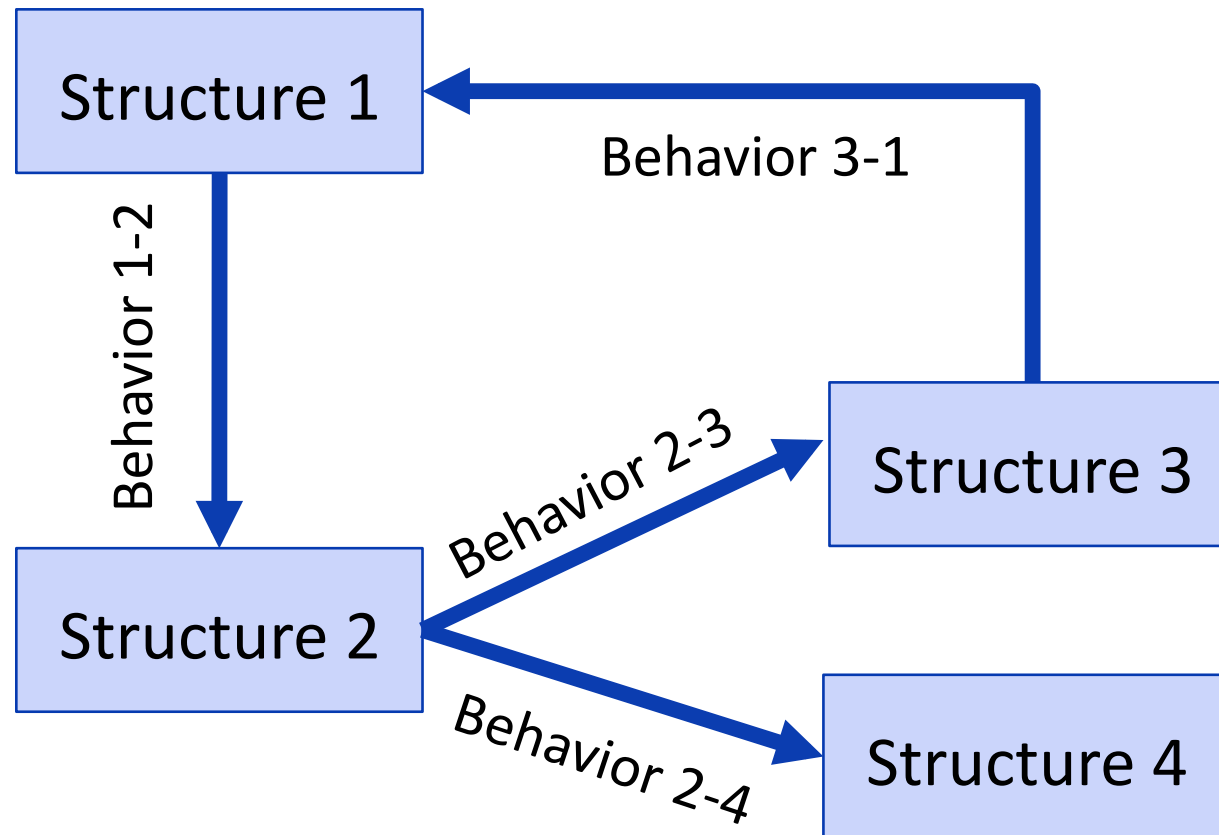 Structure 1
Behavior 3-1
Behavior 1-2
Behavior 2-3
Structure 3
Structure 2
Behavior 2-4
Structure 4